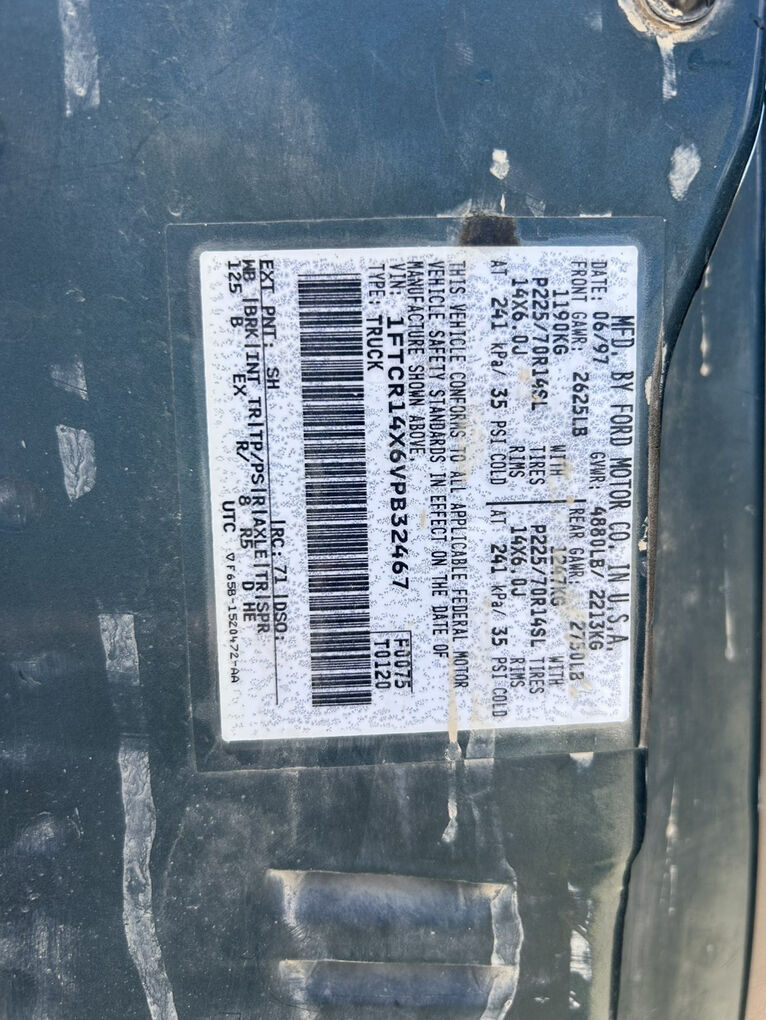 MFD. BY FORD MOTOR CO. IN U.S.A.
DATE: 06/97 GVWR: 4880LB/ 2213KG
FRONT GAWR: 2625LB REAR GAWR: 2750LB
1190KG WITH 1247KG WITH
P225/70R14SL TIRES P225/70R14SL TIRES
14X6.0J RIMS 14X6.0J RIMS
AT 241 kPa/ 35 PSI COLD AT 241 kPa/ 35 PSI COLD
THIS VEHICLE CONFORMS TO ALL APPLICABLE FEDERAL MOTOR
VEHICLE SAFETY STANDARDS IN EFFECT ON THE DATE OF
MANUFACTURE SHOWN ABOVE.
VIN: 1FTCR14X6VPB32467 F0075
TYPE: TRUCK T0120
EXT PNT: SH RC: 71 DSO:
WB BRK INT TR TP/PS R AXLE TR SPR
125 B EX R/ 8 R5 D HE
UTC ▽F65B-1520472-AA